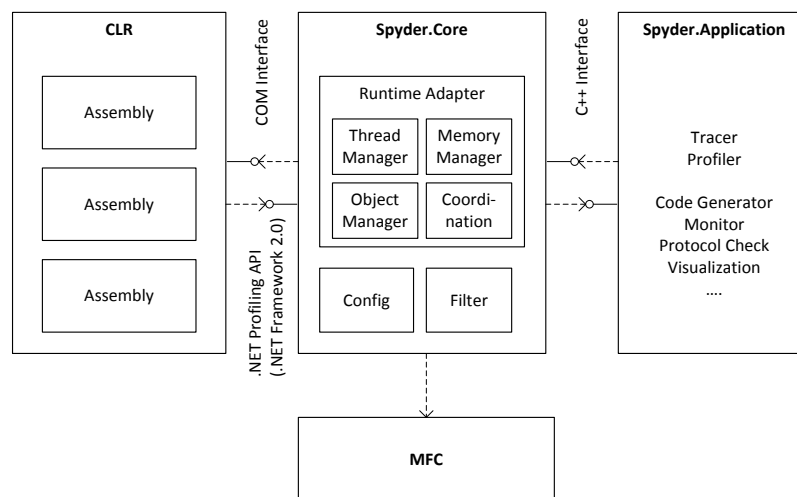 CLR
Assembly
Assembly
Assembly
COM Interface
.NET Profiling API
(.NET Framework 2.0)
Spyder.Core
Runtime Adapter
Thread
Manager
Memory
Manager
Object
Manager
Coordi-
nation
Config
Filter
C++ Interface
Spyder.Application
Tracer
Profiler
Code Generator
Monitor
Protocol Check
Visualization
....
MFC